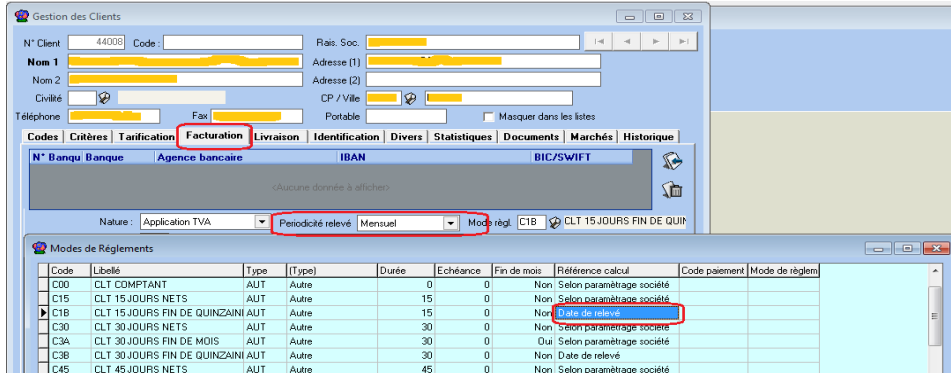 Gestion des Clients
N° Client 44008 Code : Rais. Soc.
Nom 1 Adresse (1)
Nom 2 Adresse (2)
Civilité CP / Ville
Téléphone Fax Portable Masquer dans les listes
Codes Critères Tarification Facturation Livraison Identification Divers Statistiques Documents Marchés Historique
N° Banqu Banque Agence bancaire IBAN BIC/SWIFT
<Aucune donnée à afficher>
Nature : Application TVA Periodicité relevé Mensuel Mode règl. C1B CLT 15 JOURS FIN DE QUIN
Modes de Réglements
Code Libellé Type (Type) Durée Echéance Fin de mois Référence calcul Code paiement Mode de règlem
C00 CLT COMPTANT AUT Autre 0 0 Non Selon paramètrage société
C15 CLT 15 JOURS NETS AUT Autre 15 0 Non Selon paramètrage société
C1B CLT 15 JOURS FIN DE QUINZAIN AUT Autre 15 0 Non Date de relevé
C30 CLT 30 JOURS NETS AUT Autre 30 0 Non Selon paramètrage société
C3A CLT 30 JOURS FIN DE MOIS AUT Autre 30 0 Oui Selon paramètrage société
C3B CLT 30 JOURS FIN DE QUINZAIN AUT Autre 30 0 Non Date de relevé
C45 CLT 45 JOURS NETS AUT Autre 45 0 Non Selon paramètrage société